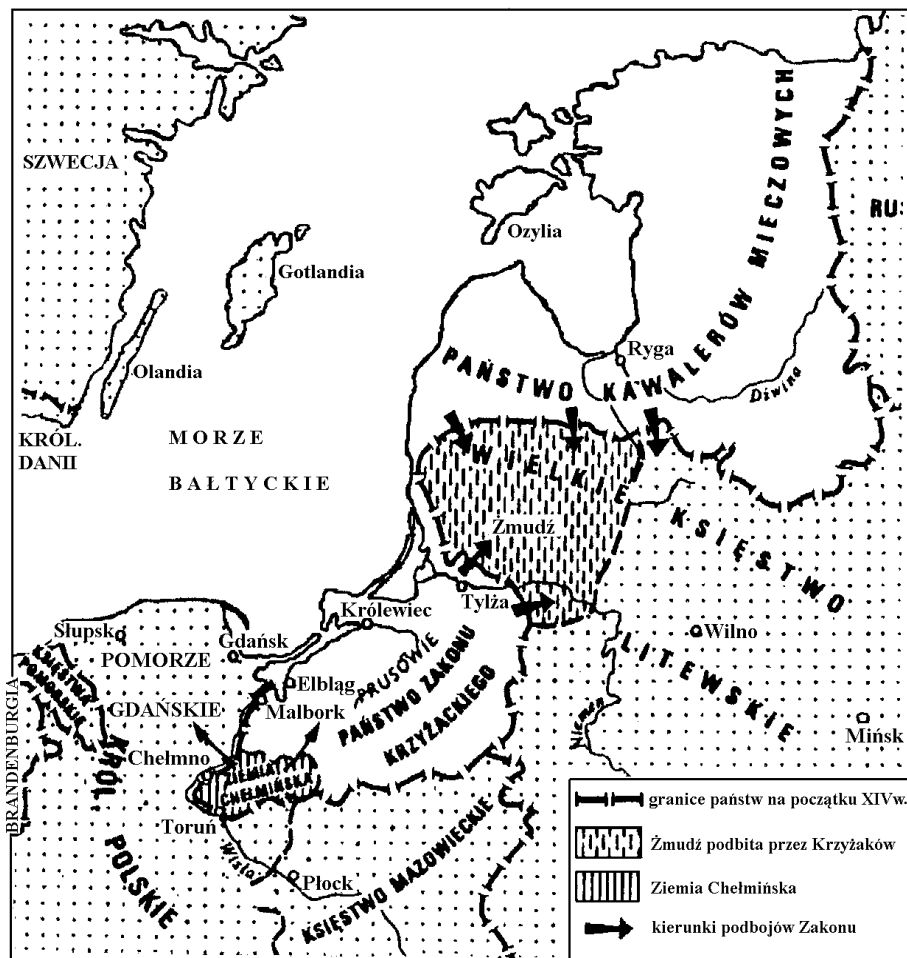 SZWECJA
Gotlandia
Olandia
KRÓL.
DANII
MORZE
BAŁTYCKIE
Ozylia
Ryga
Dźwina
PAŃSTWO KAWALERÓW MIECZOWYCH
RUS
WIELKIE KSIĘSTWO LITEWSKIE
Żmudź
Tylża
Królewiec
Wilno
Mińsk
Niemen
Słupsk
Gdańsk
POMORZE
GDAŃSKIE
KSIĘSTWA
POMORSKIE
BRANDENBURGIA
Elbląg
Malbork
PRUSOWIE
PAŃSTWO ZAKONU
KRZYŻACKIEGO
Chełmno
ZIEMIA
CHEŁMIŃSKA
Toruń
KRÓL. POLSKIE
Wisła
Płock
KSIĘSTWO MAZOWIECKIE
granice państw na początku XIVw.
Żmudź podbita przez Krzyżaków
Ziemia Chełmińska
kierunki podbojów Zakonu